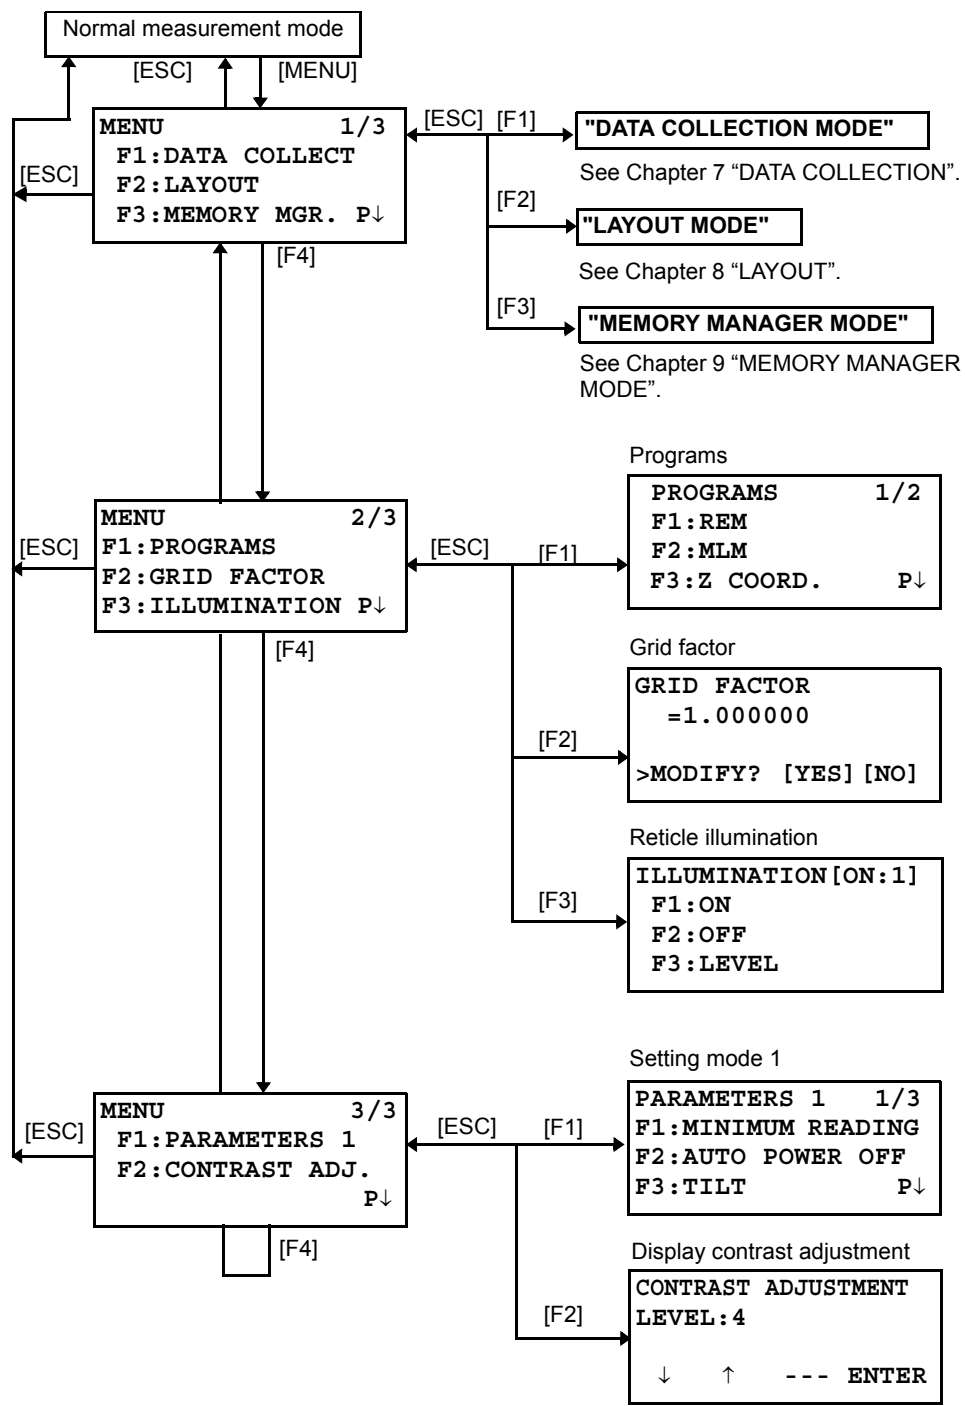 Normal measurement mode
[ESC] [MENU]
MENU 1/3
F1:DATA COLLECT
F2:LAYOUT
F3:MEMORY MGR. P↓
[ESC]
[ESC] [F1]
"DATA COLLECTION MODE"
See Chapter 7 “DATA COLLECTION”.
[F2]
"LAYOUT MODE"
See Chapter 8 “LAYOUT”.
[F3]
"MEMORY MANAGER MODE"
See Chapter 9 “MEMORY MANAGER
MODE”.
[F4]
MENU 2/3
F1:PROGRAMS
F2:GRID FACTOR
F3:ILLUMINATION P↓
[ESC]
[ESC] [F1]
Programs
PROGRAMS 1/2
F1:REM
F2:MLM
F3:Z COORD. P↓
[F4]
[F2]
Grid factor
GRID FACTOR
=1.000000
>MODIFY? [YES][NO]
[F3]
Reticle illumination
ILLUMINATION[ON:1]
F1:ON
F2:OFF
F3:LEVEL
MENU 3/3
F1:PARAMETERS 1
F2:CONTRAST ADJ.
P↓
[ESC]
[ESC] [F1]
Setting mode 1
PARAMETERS 1 1/3
F1:MINIMUM READING
F2:AUTO POWER OFF
F3:TILT P↓
[F4]
[F2]
Display contrast adjustment
CONTRAST ADJUSTMENT
LEVEL:4
↓ ↑ --- ENTER